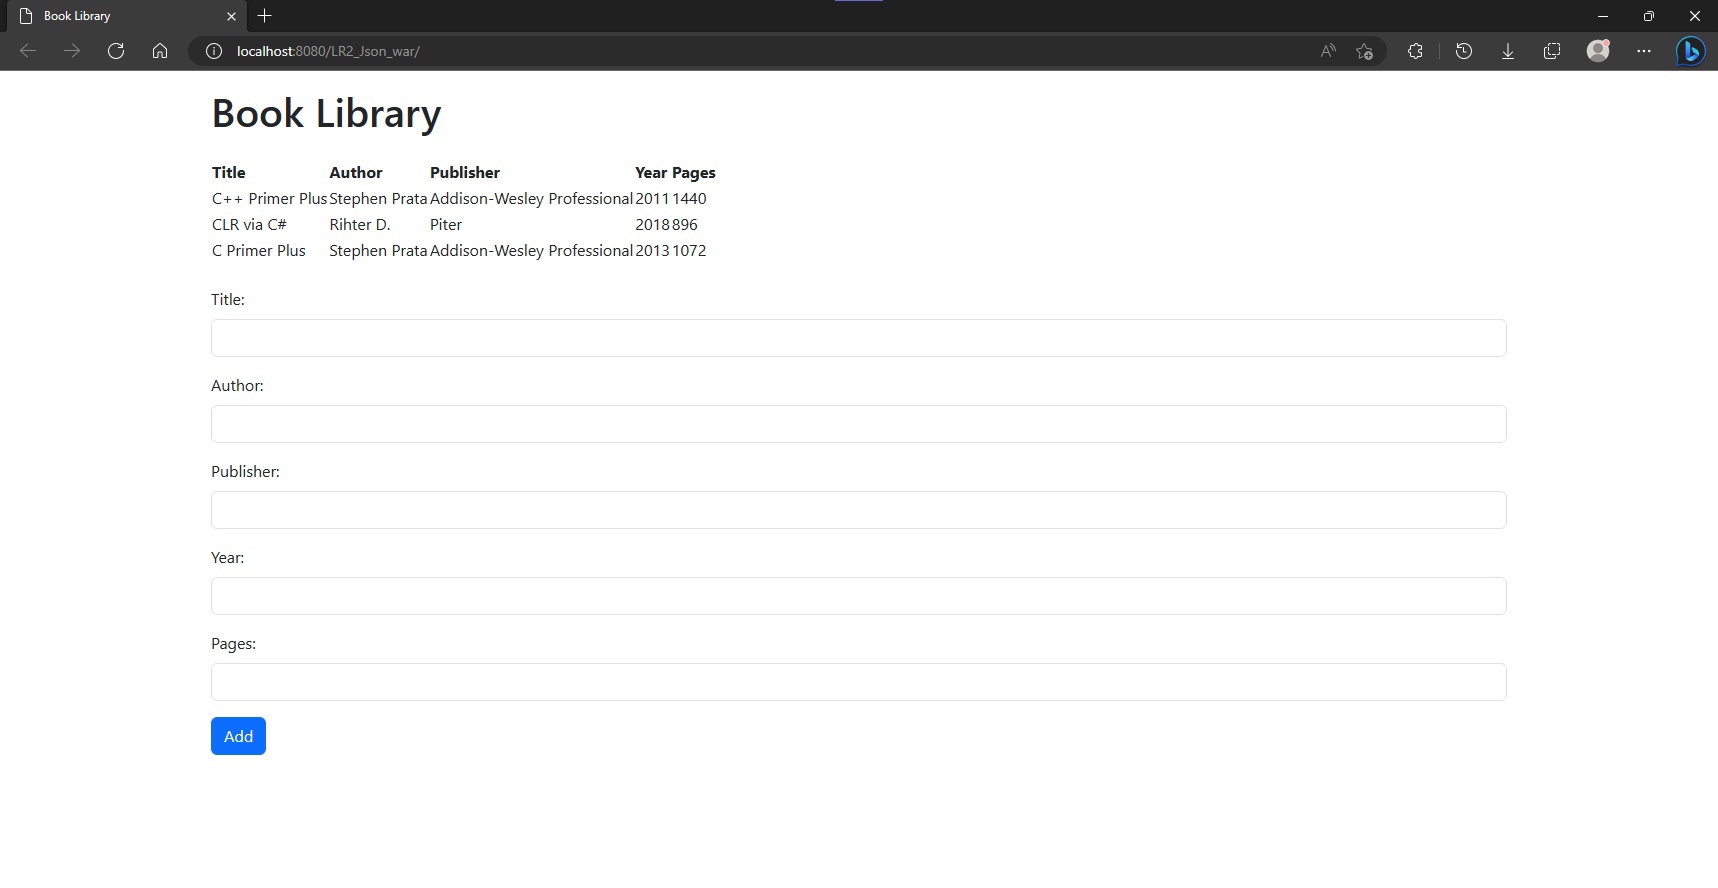 Book Library
localhost:8080/LR2_Json_war/
Book Library
Title Author Publisher Year Pages
C++ Primer Plus Stephen Prata Addison-Wesley Professional 2011 1440
CLR via C# Rihter D. Piter 2018 896
C Primer Plus Stephen Prata Addison-Wesley Professional 2013 1072
Title:
Author:
Publisher:
Year:
Pages:
Add